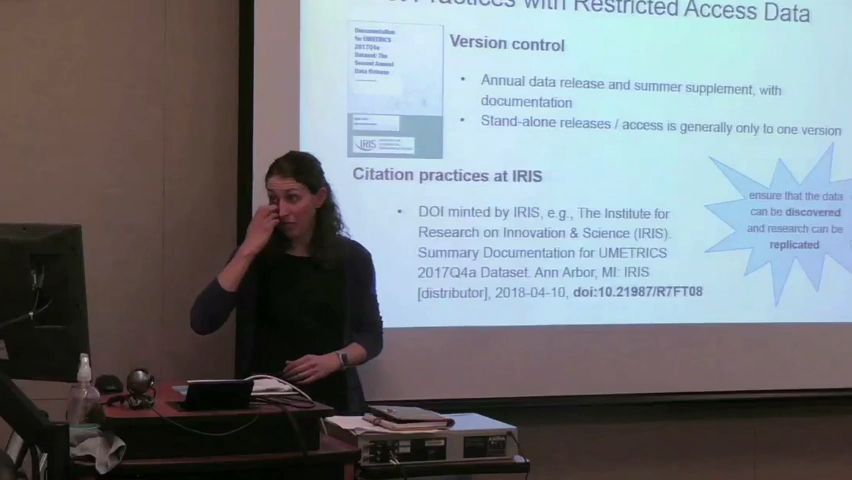 Practices with Restricted Access Data
Documentation
for UMETRICS
2017Q4a
Dataset: The
Second Annual
Data Release
IRIS
Version control
• Annual data release and summer supplement, with
documentation
• Stand-alone releases / access is generally only to one version
Citation practices at IRIS
• DOI minted by IRIS, e.g., The Institute for
Research on Innovation & Science (IRIS).
Summary Documentation for UMETRICS
2017Q4a Dataset. Ann Arbor, MI: IRIS
[distributor], 2018-04-10, doi:10.21987/R7FT08
ensure that the data
can be discovered
and research can be
replicated